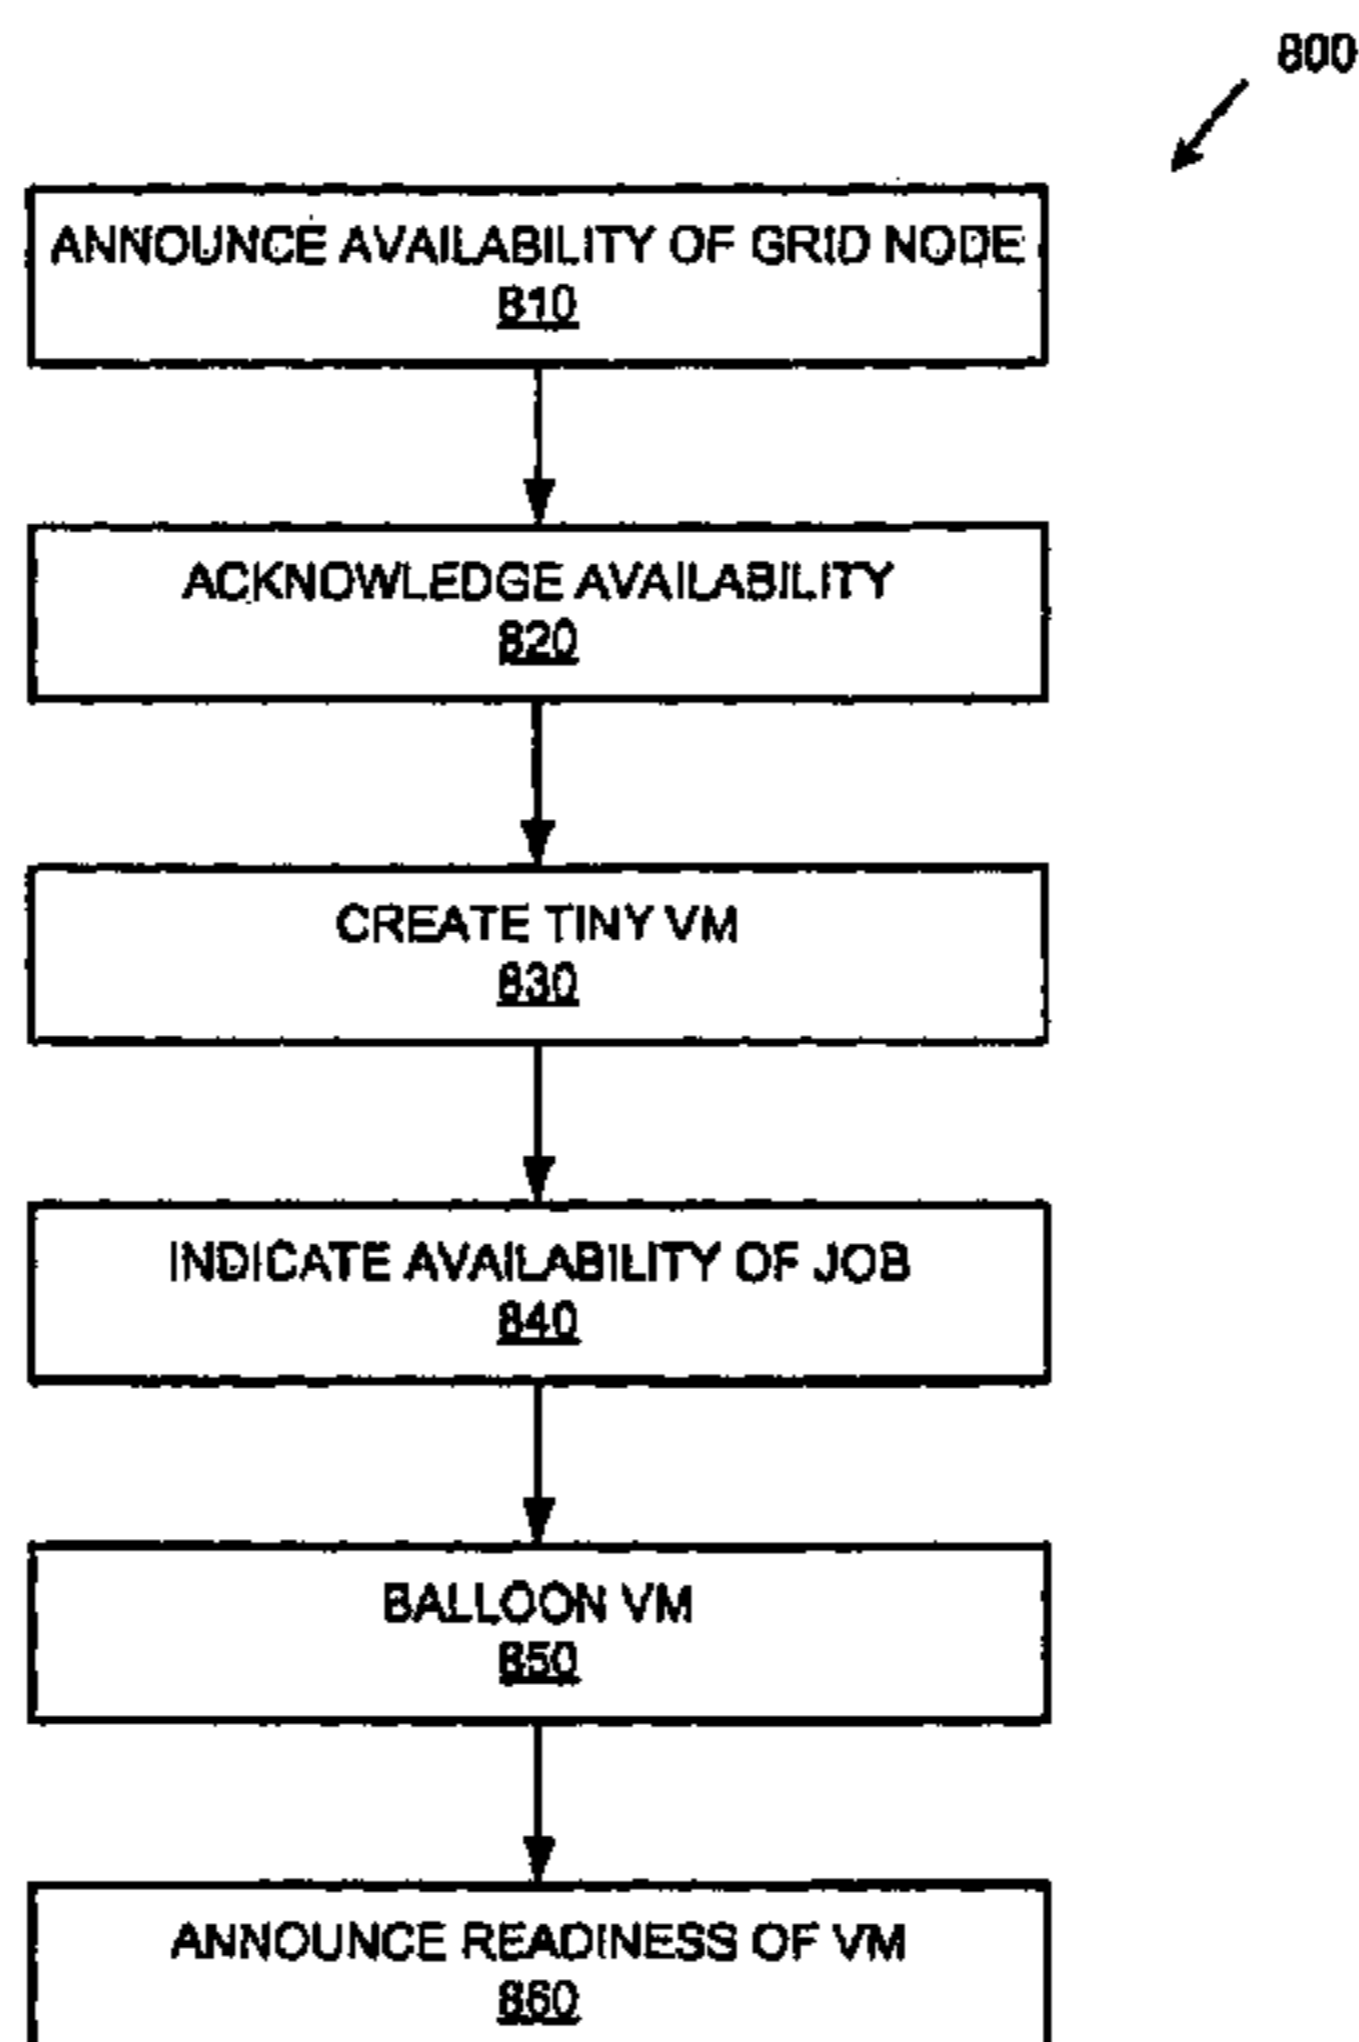 800
ANNOUNCE AVAILABILITY OF GRID NODE
810
ACKNOWLEDGE AVAILABILITY
820
CREATE TINY VM
830
INDICATE AVAILABILITY OF JOB
840
BALLOON VM
850
ANNOUNCE READINESS OF VM
860